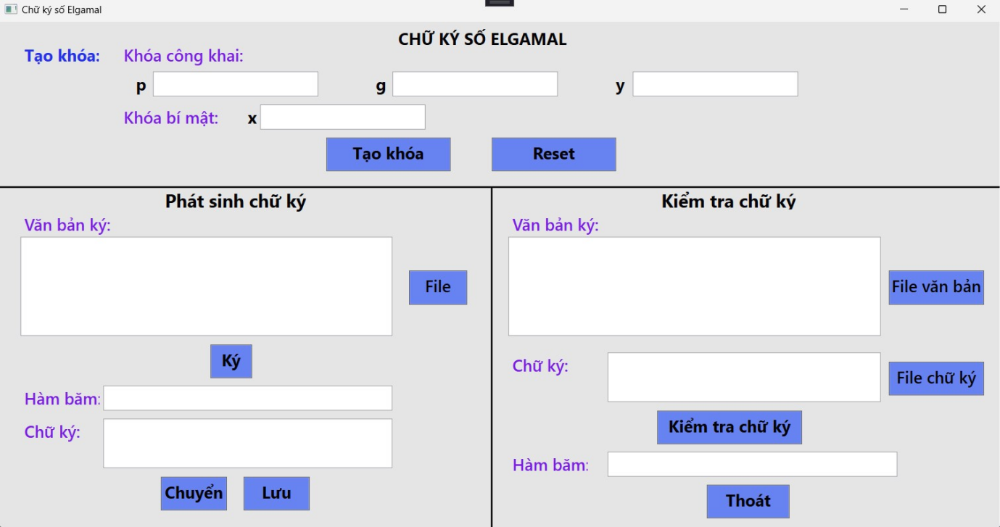 Chữ ký số Elgamal
CHỮ KÝ SỐ ELGAMAL
Tạo khóa: Khóa công khai:
p g y
Khóa bí mật: x
Tạo khóa Reset
Phát sinh chữ ký
Văn bản ký:
File
Ký
Hàm băm:
Chữ ký:
Chuyển Lưu
Kiểm tra chữ ký
Văn bản ký:
File văn bản
Chữ ký:
File chữ ký
Kiểm tra chữ ký
Hàm băm:
Thoát